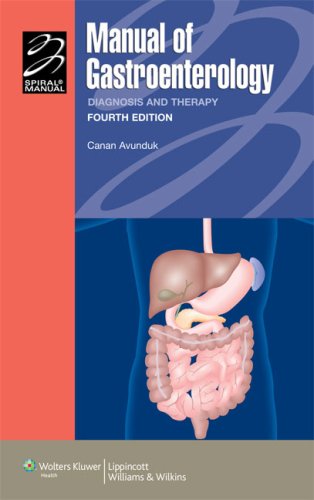 SPIRAL®
MANUAL
Manual of
Gastroenterology
DIAGNOSIS AND THERAPY
FOURTH EDITION
Canan Avunduk
Wolters Kluwer
Health
Lippincott
Williams & Wilkins